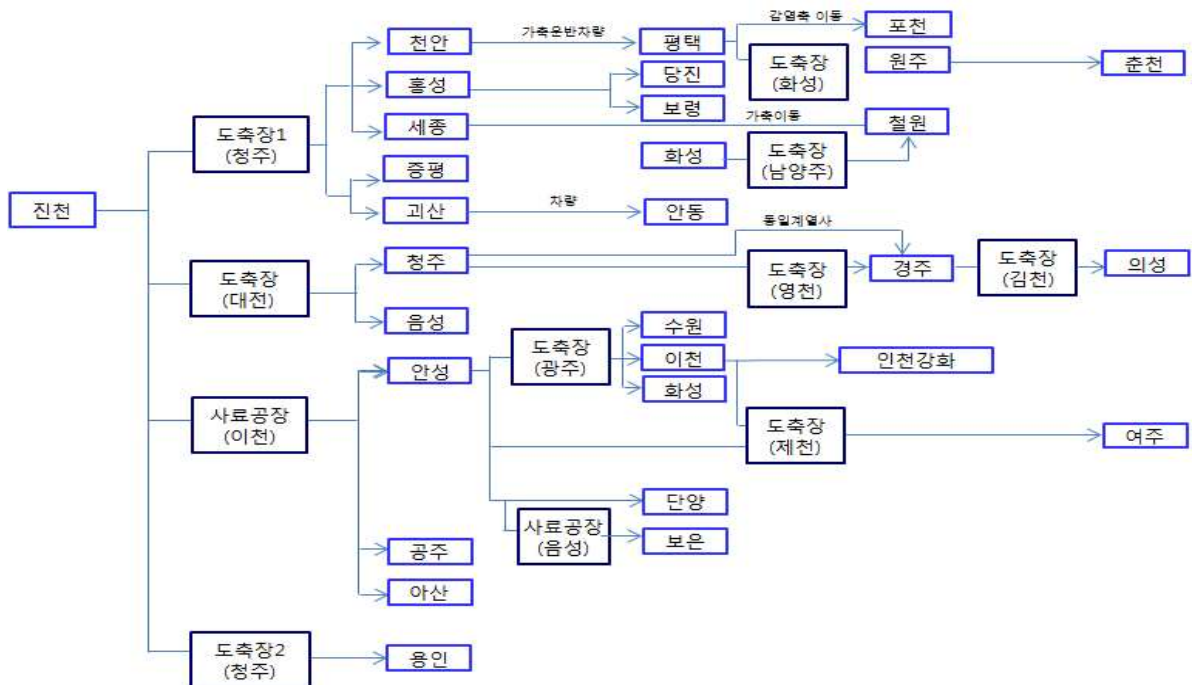 감염축 이동
포천
천안
가축운반차량
평택
원주
춘천
도축장
(화성)
당진
홍성
보령
가축이동
철원
세종
도축장1
(청주)
화성
도축장
(남양주)
증평
진천
괴산
차량
안동
동일계열사
청주
도축장
(영천)
경주
도축장
(김천)
의성
도축장
(대전)
음성
수원
도축장
(광주)
이천
인천강화
안성
화성
사료공장
(이천)
도축장
(제천)
여주
단양
사료공장
(음성)
보은
공주
아산
도축장2
(청주)
용인